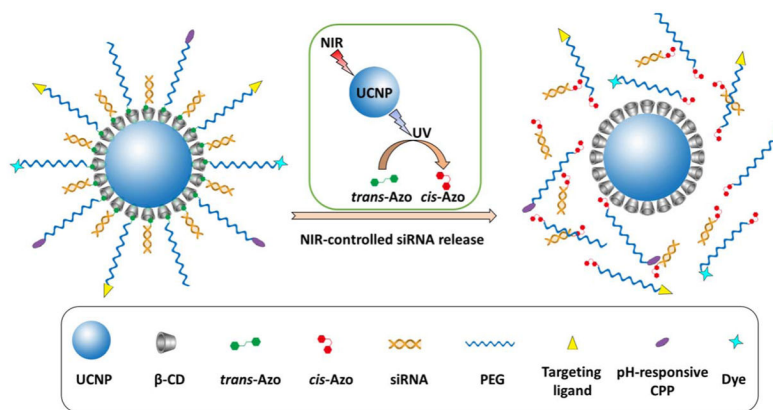 NIR
UCNP
UV
trans-Azo cis-Azo
NIR-controlled siRNA release
UCNP β-CD trans-Azo cis-Azo siRNA PEG Targeting ligand pH-responsive CPP Dye